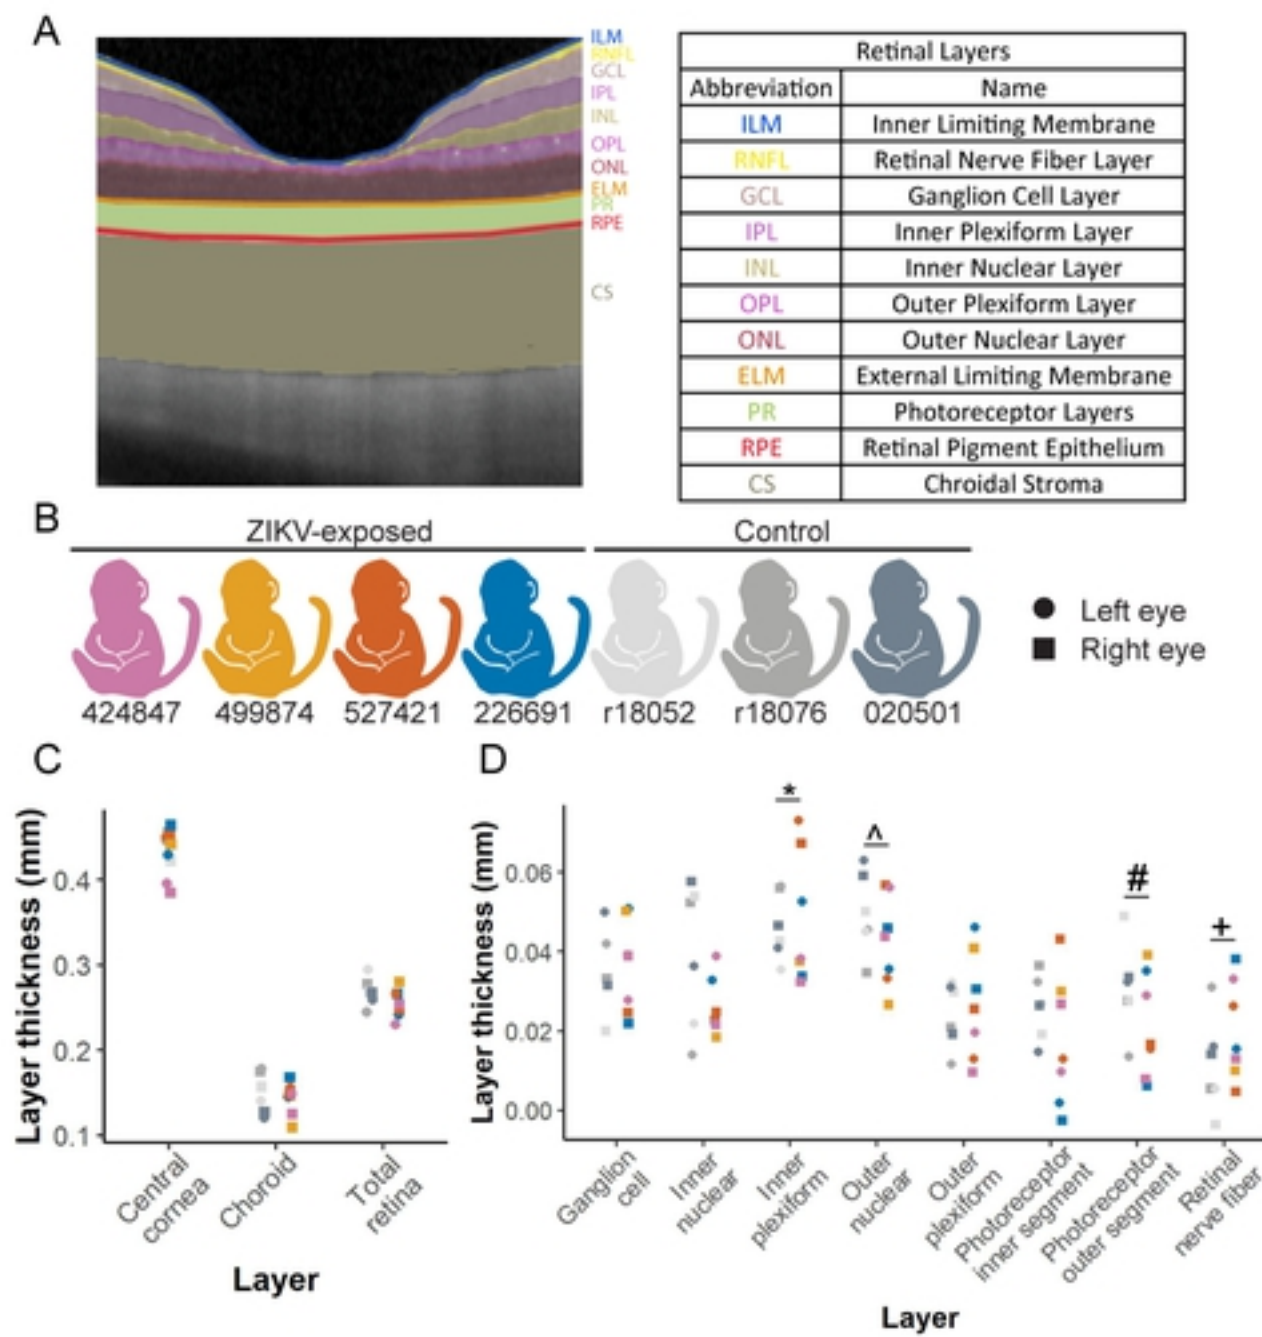 A
ILM
RNFL
GCL
IPL
INL
OPL
ONL
ELM
PR
RPE
CS
Retinal Layers
Abbreviation Name
ILM Inner Limiting Membrane
RNFL Retinal Nerve Fiber Layer
GCL Ganglion Cell Layer
IPL Inner Plexiform Layer
INL Inner Nuclear Layer
OPL Outer Plexiform Layer
ONL Outer Nuclear Layer
ELM External Limiting Membrane
PR Photoreceptor Layers
RPE Retinal Pigment Epithelium
CS Chroidal Stroma
B
ZIKV-exposed Control
424847 499874 527421 226691 r18052 r18076 020501
Left eye
Right eye
C
Layer thickness (mm)
0.4
0.3
0.2
0.1
Central
cornea
Choroid
Total
retina
Layer
D
Layer thickness (mm)
0.06
0.04
0.02
0.00
*
^
#
+
Ganglion
cell
Inner
nuclear
Inner
plexiform
Outer
nuclear
Outer
plexiform
Photoreceptor
inner segment
Photoreceptor
outer segment
Retinal
nerve fiber
Layer